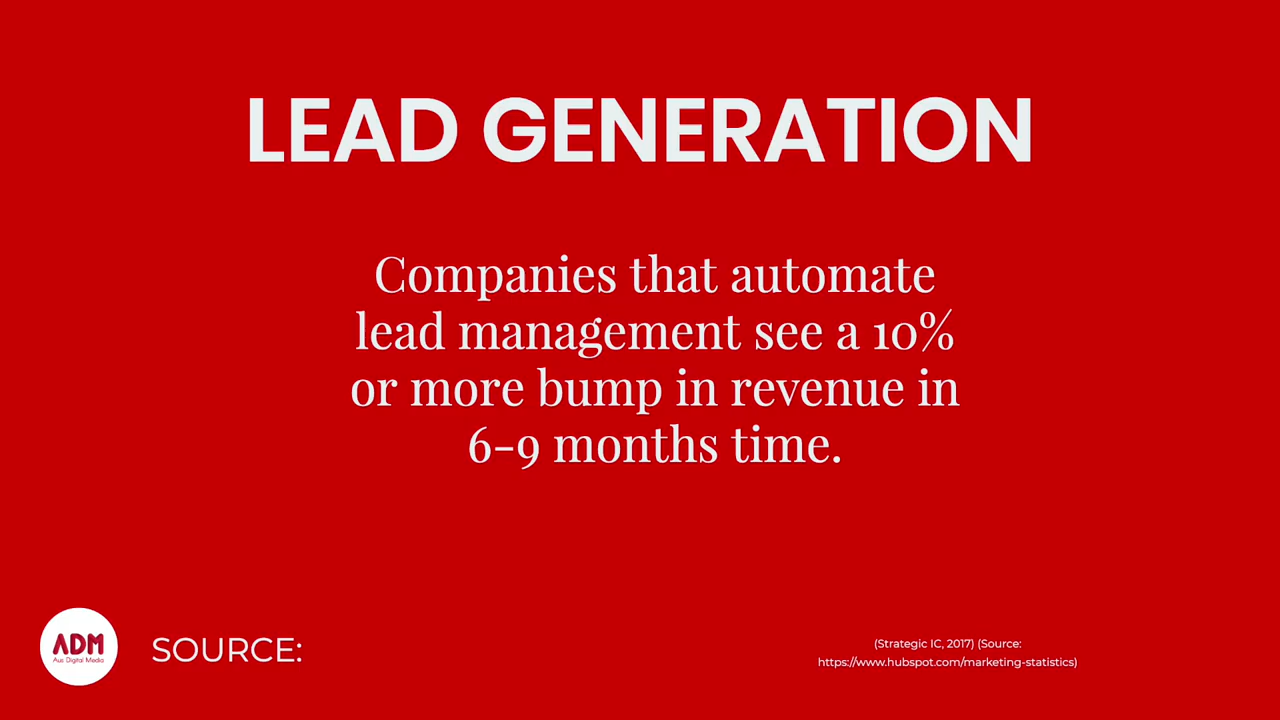 LEAD GENERATION
Companies that automate
lead management see a 10%
or more bump in revenue in
6-9 months time.
ADM
Aus Digital Media
SOURCE:
(Strategic IC, 2017) (Source:
https://www.hubspot.com/marketing-statistics)